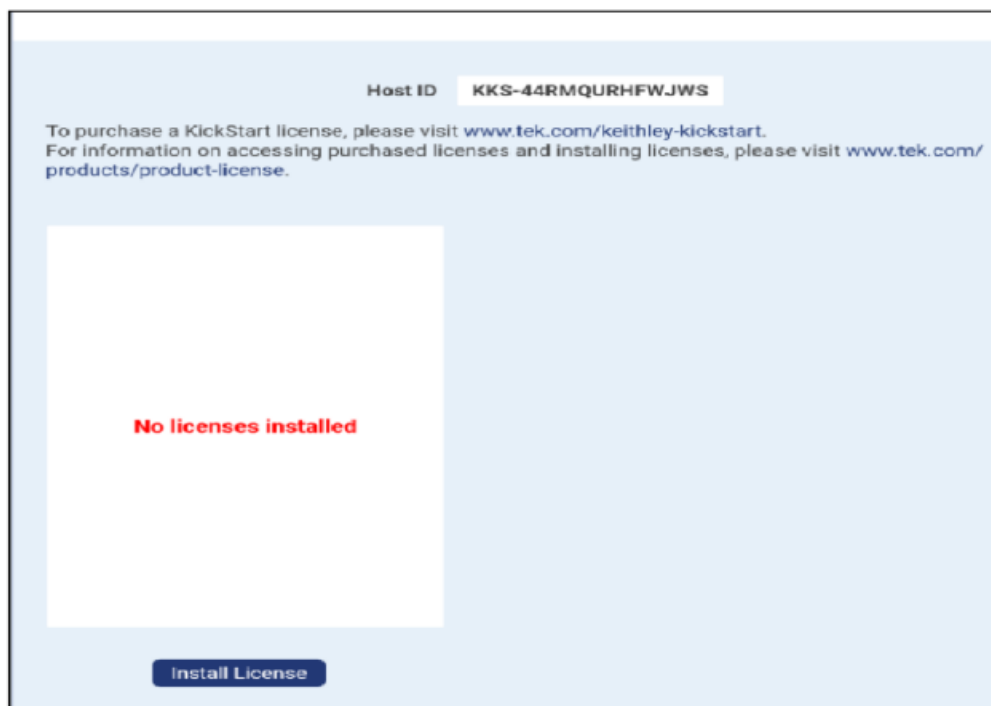 Host ID KKS-44RMQURHFWJWS
To purchase a KickStart license, please visit www.tek.com/keithley-kickstart.
For information on accessing purchased licenses and installing licenses, please visit www.tek.com/
products/product-license.
No licenses installed
Install License